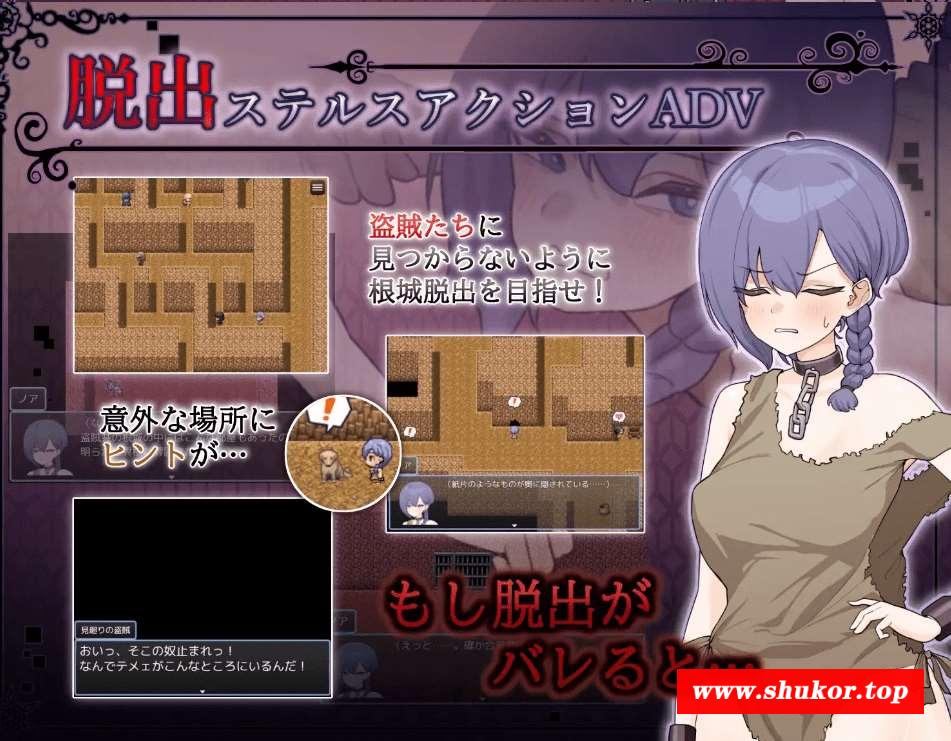 脱出ステルスアクションADV
盗賊たちに
見つからないように
根城脱出を目指せ！
ノア
意外な場所に
ヒントが…
（紙片のようなものが奥に隠されている……）
見廻りの盗賊
おいっ、そこの奴止まれっ！
なんでテメェがこんなところにいるんだ！
もし脱出が
バレると…
www.shukor.top